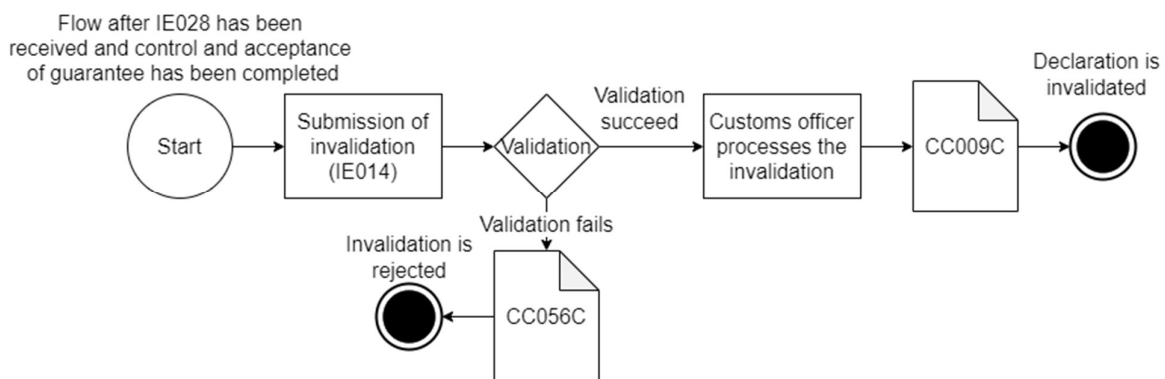 Flow after IE028 has been
received and control and acceptance
of guarantee has been completed
Start
Submission of
invalidation
(IE014)
Validation
Validation
succeed
Customs officer
processes the
invalidation
CC009C
Declaration is
invalidated
Validation fails
Invalidation is
rejected
CC056C